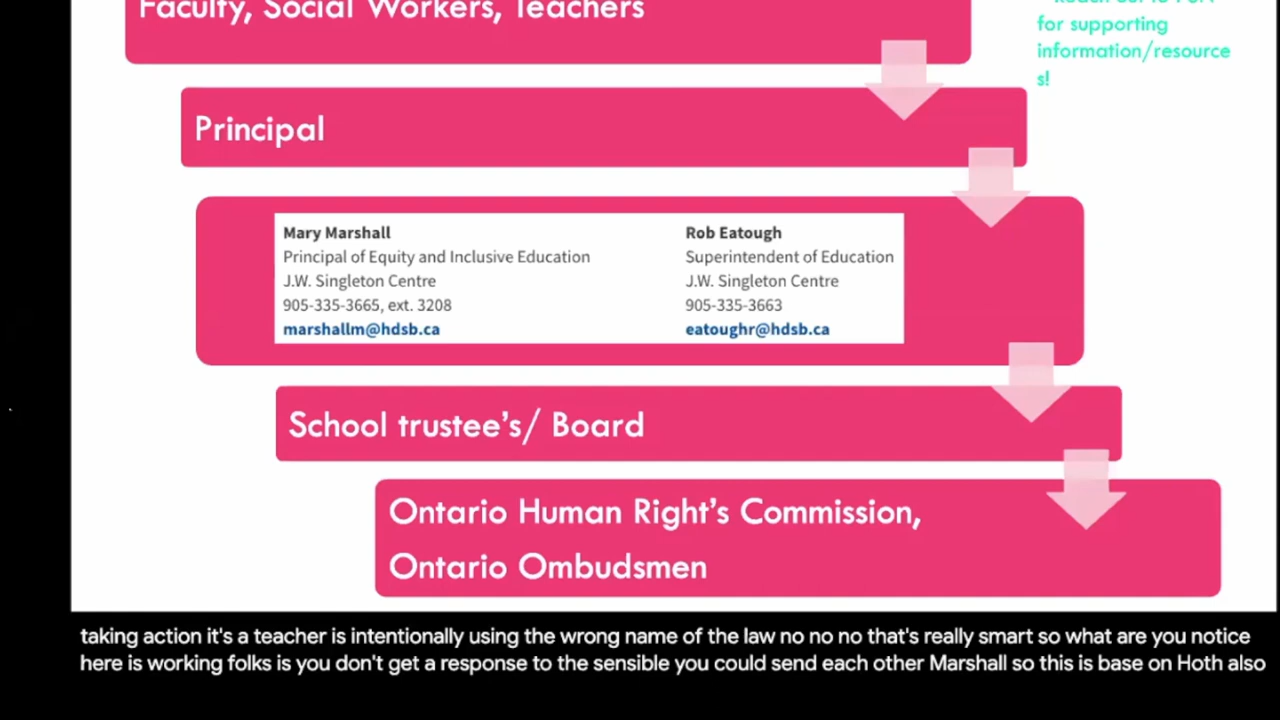 Faculty, Social Workers, Teachers
for supporting
information/resource
s!
Principal
Mary Marshall
Principal of Equity and Inclusive Education
J.W. Singleton Centre
905-335-3665, ext. 3208
marshallm@hdsb.ca
Rob Eatough
Superintendent of Education
J.W. Singleton Centre
905-335-3663
eatoughr@hdsb.ca
School trustee's/ Board
Ontario Human Right's Commission,
Ontario Ombudsmen
taking action it's a teacher is intentionally using the wrong name of the law no no no that's really smart so what are you notice
here is working folks is you don't get a response to the sensible you could send each other Marshall so this is base on Hoth also